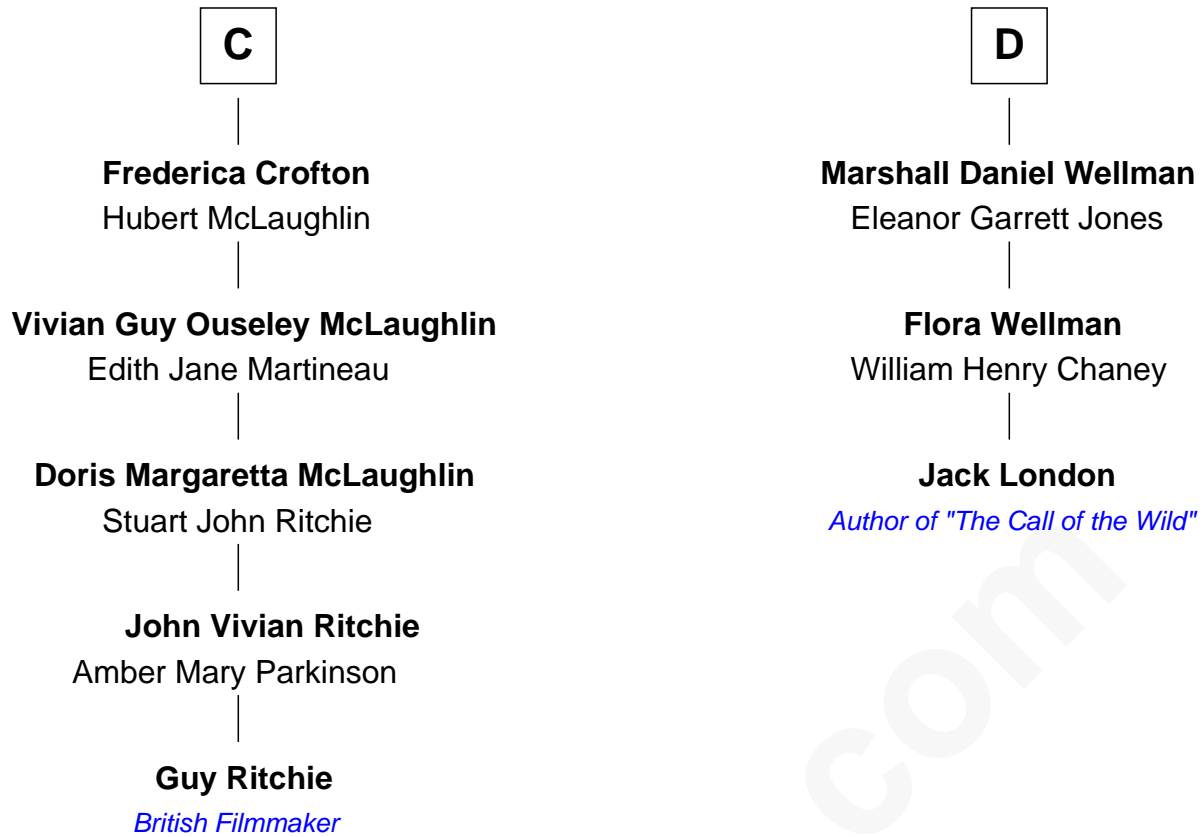 C
Frederica Crofton
Hubert McLaughlin
Vivian Guy Ouseley McLaughlin
Edith Jane Martineau
Doris Margaretta McLaughlin
Stuart John Ritchie
John Vivian Ritchie
Amber Mary Parkinson
Guy Ritchie
British Filmmaker
D
Marshall Daniel Wellman
Eleanor Garrett Jones
Flora Wellman
William Henry Chaney
Jack London
Author of "The Call of the Wild"
com